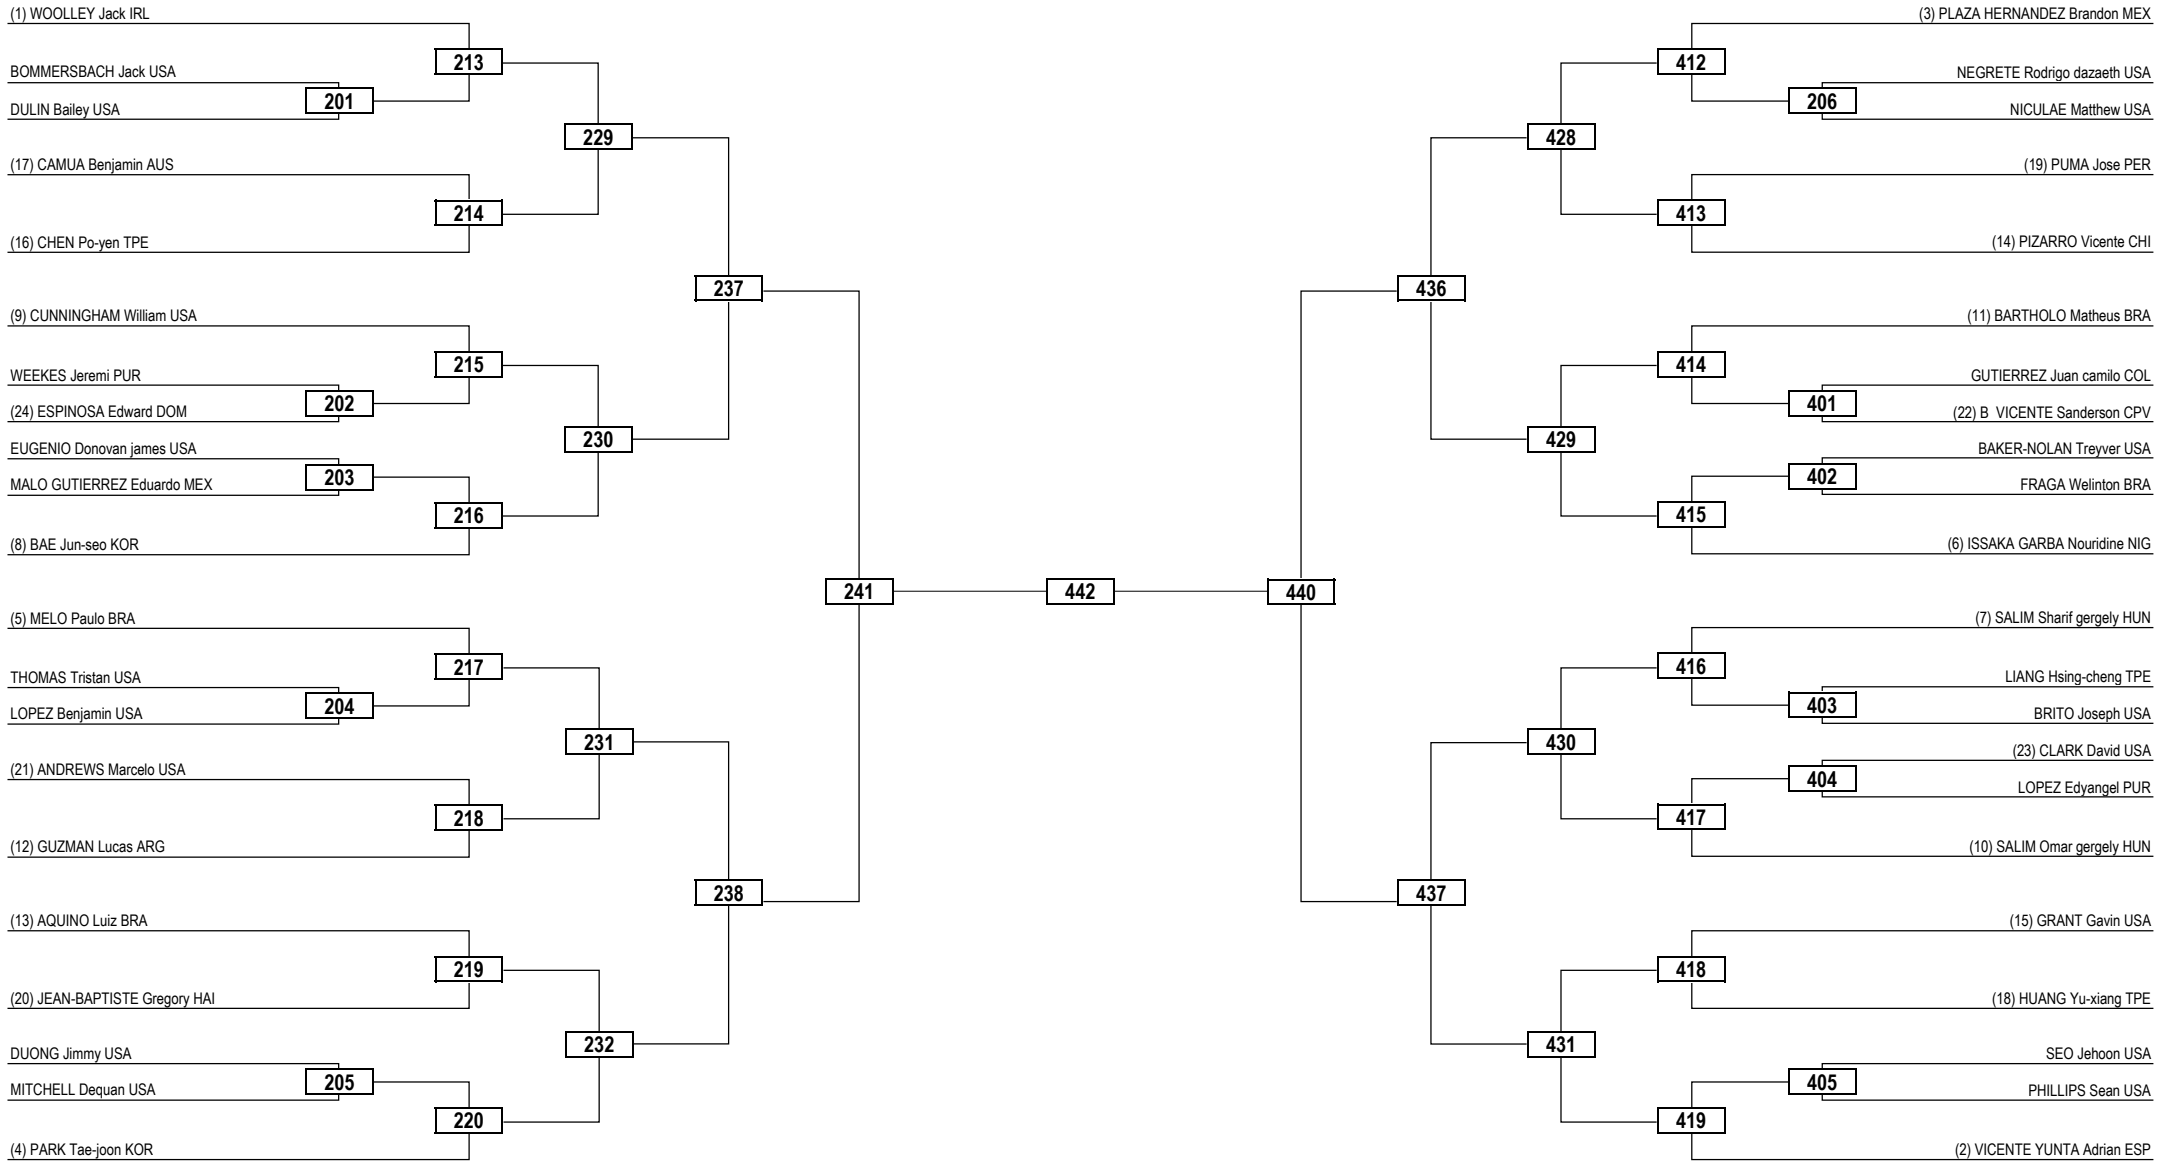 (1) WOOLLEY Jack IRL
213
BOMMERSBACH Jack USA
201
DULIN Bailey USA
229
(17) CAMUA Benjamin AUS
214
(16) CHEN Po-yen TPE
237
(9) CUNNINGHAM William USA
215
WEEKES Jeremi PUR
202
(24) ESPINOSA Edward DOM
230
EUGENIO Donovan james USA
203
MALO GUTIERREZ Eduardo MEX
216
(8) BAE Jun-seo KOR
241
(5) MELO Paulo BRA
217
THOMAS Tristan USA
204
LOPEZ Benjamin USA
231
(21) ANDREWS Marcelo USA
218
(12) GUZMAN Lucas ARG
238
(13) AQUINO Luiz BRA
219
(20) JEAN-BAPTISTE Gregory HAI
232
DUONG Jimmy USA
205
MITCHELL Dequan USA
220
(4) PARK Tae-joon KOR
442
(3) PLAZA HERNANDEZ Brandon MEX
412
NEGRETE Rodrigo dazaeth USA
206
NICULAE Matthew USA
428
(19) PUMA Jose PER
413
(14) PIZARRO Vicente CHI
436
(11) BARTHOLO Matheus BRA
414
GUTIERREZ Juan camilo COL
401
(22) B  VICENTE Sanderson CPV
429
BAKER-NOLAN Treyver USA
402
FRAGA Welinton BRA
415
(6) ISSAKA GARBA Nouridine NIG
440
(7) SALIM Sharif gergely HUN
416
LIANG Hsing-cheng TPE
403
BRITO Joseph USA
430
(23) CLARK David USA
404
LOPEZ Edyangel PUR
417
(10) SALIM Omar gergely HUN
437
(15) GRANT Gavin USA
418
(18) HUANG Yu-xiang TPE
431
SEO Jehoon USA
405
PHILLIPS Sean USA
419
(2) VICENTE YUNTA Adrian ESP